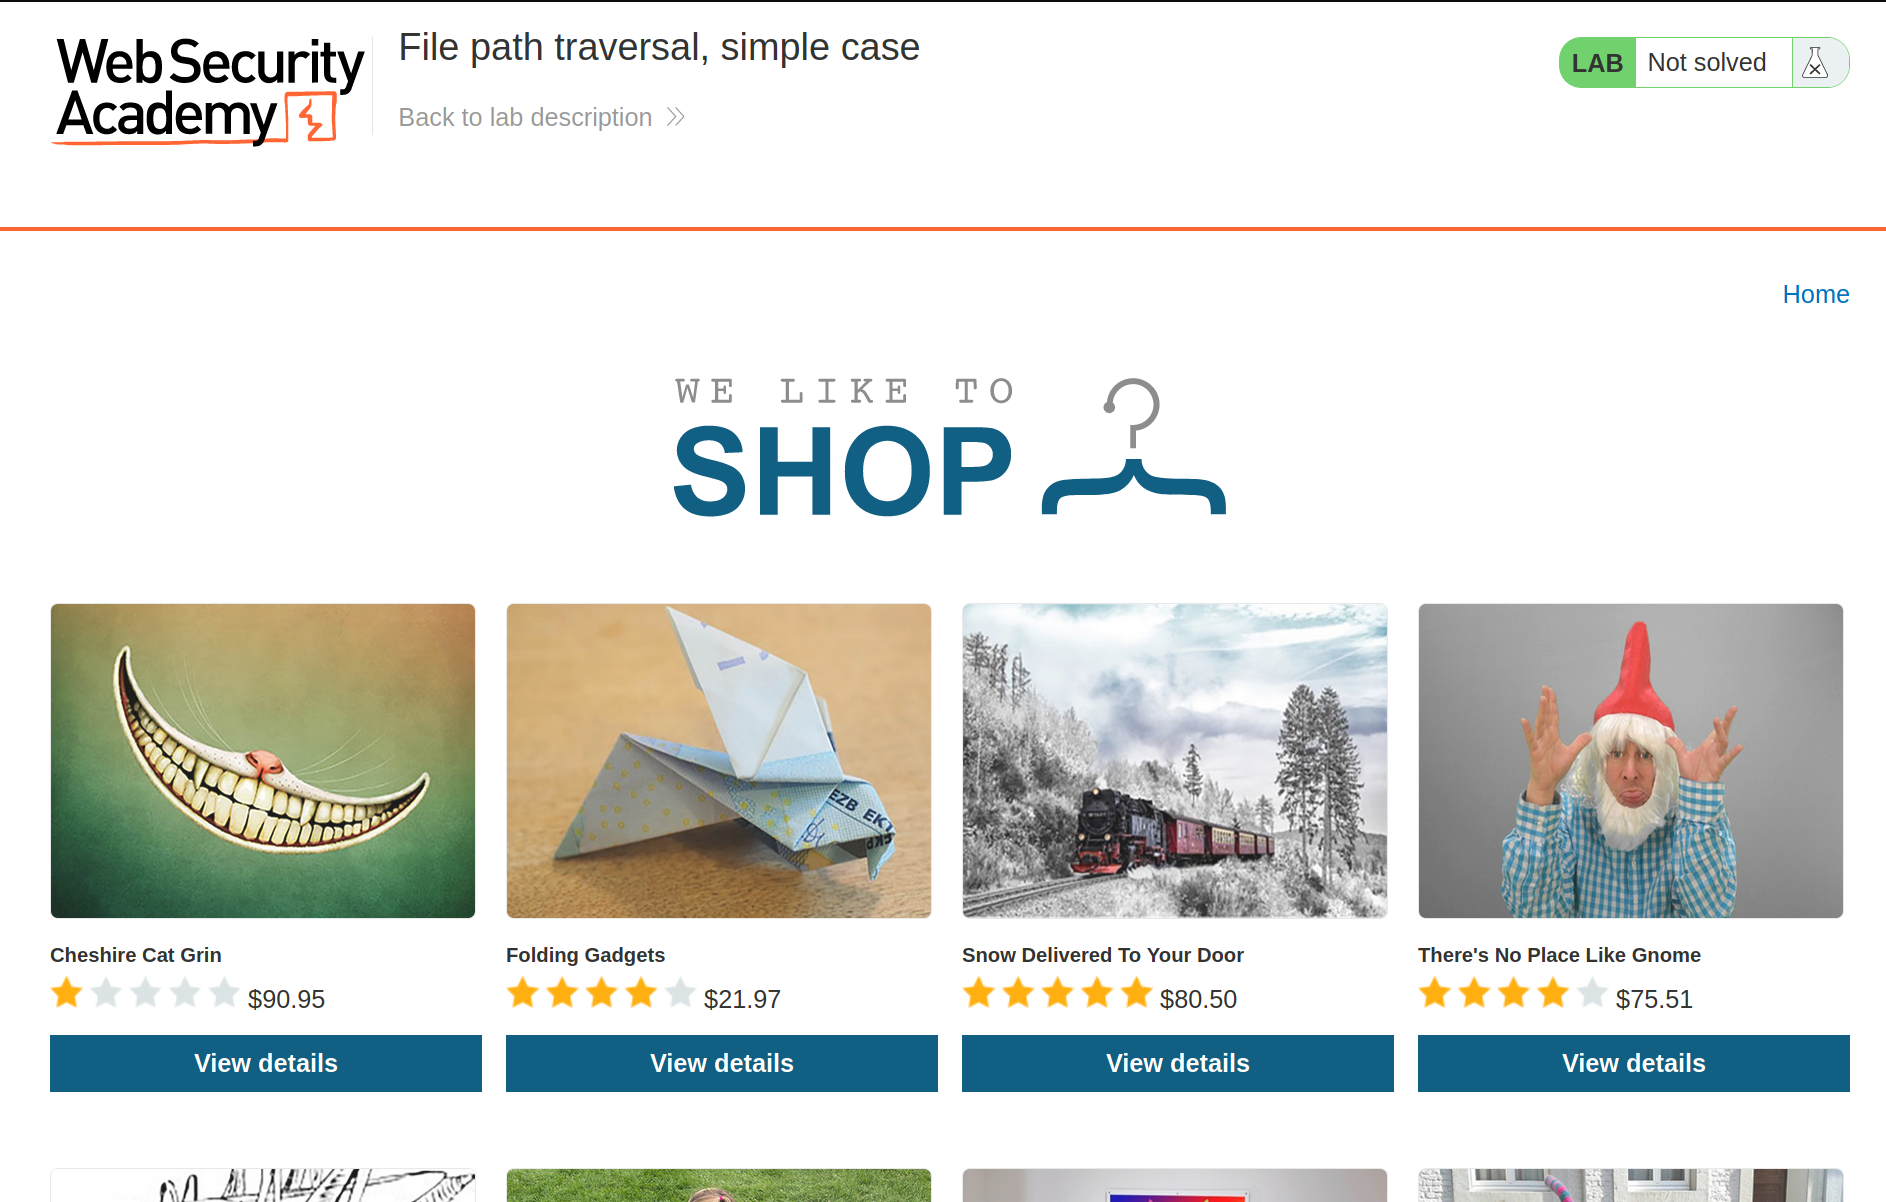 Web Security
Academy
File path traversal, simple case
Back to lab description
LAB Not solved
Home
WE LIKE TO
SHOP
EZB EKT
Cheshire Cat Grin
$90.95
View details
Folding Gadgets
$21.97
View details
Snow Delivered To Your Door
$80.50
View details
There's No Place Like Gnome
$75.51
View details